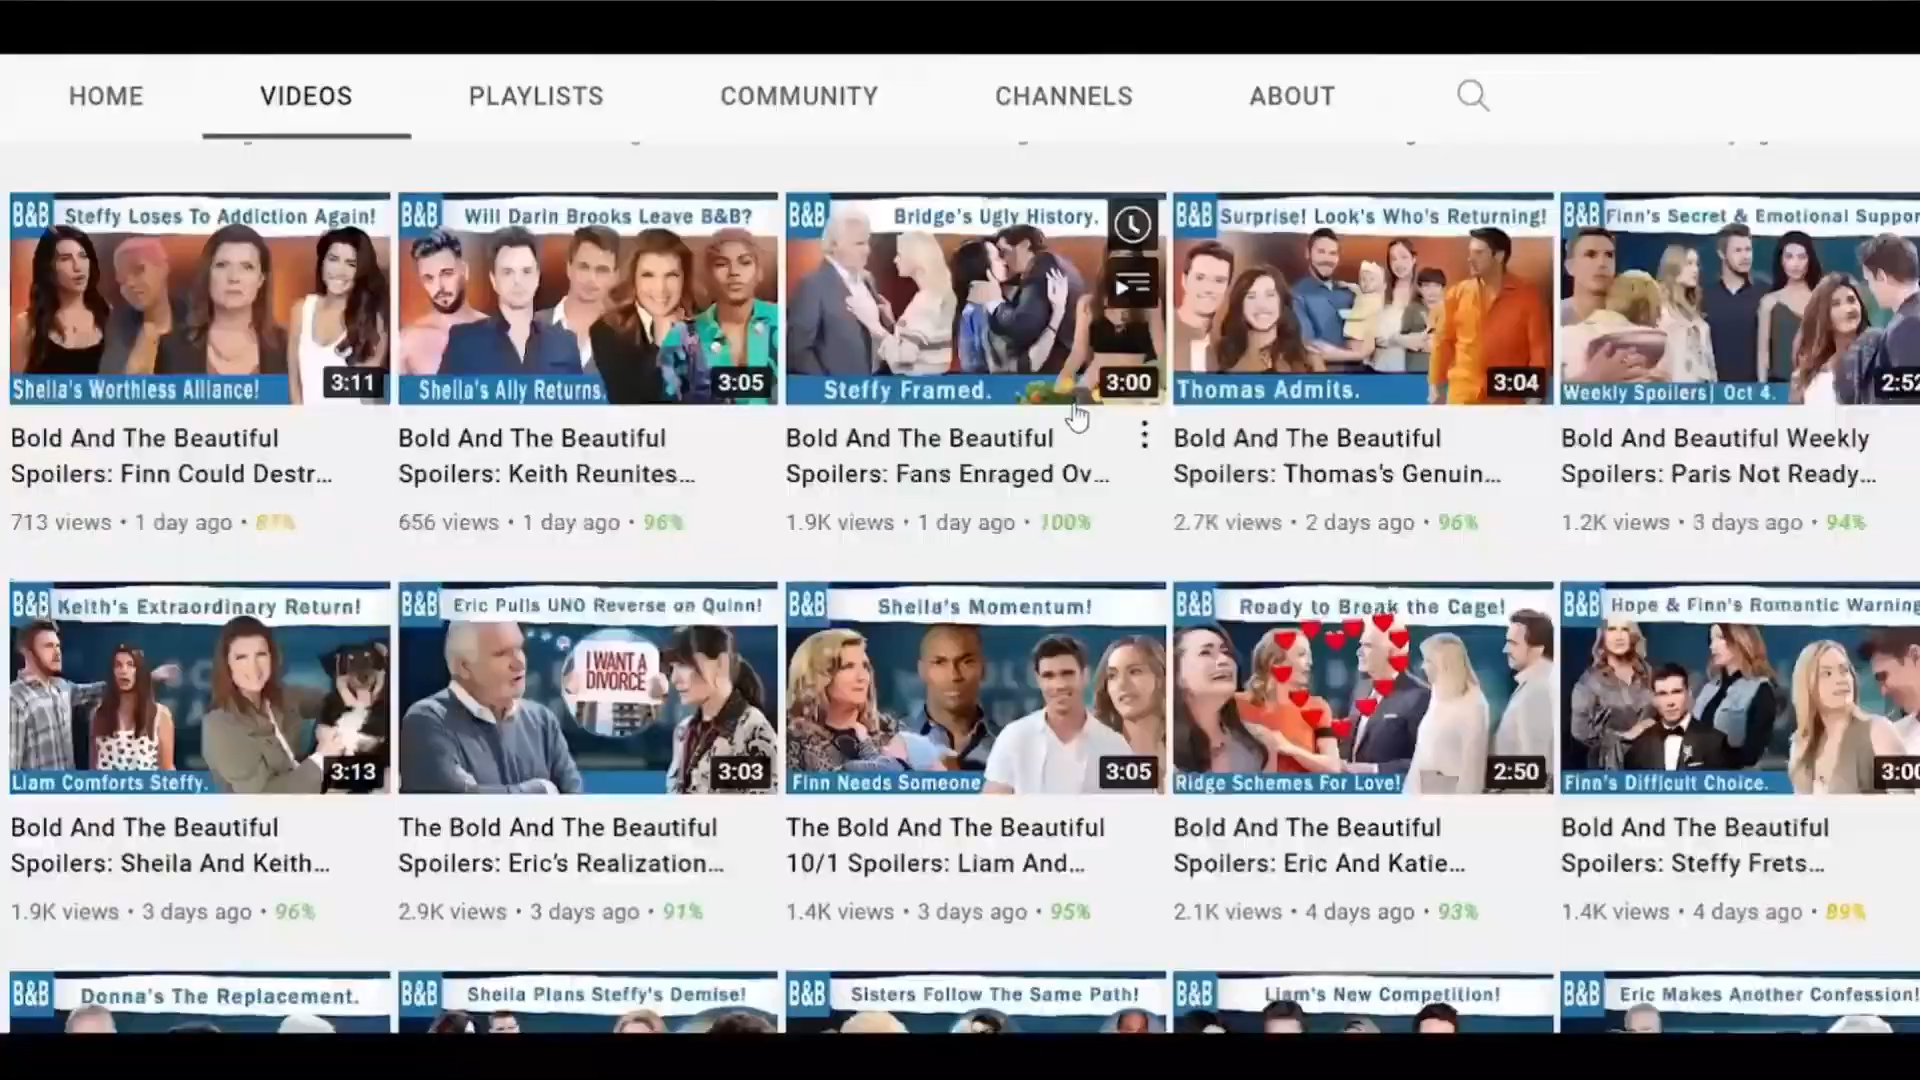 HOME VIDEOS PLAYLISTS COMMUNITY CHANNELS ABOUT
B&B Steffy Loses To Addiction Again!
Sheila's Worthless Alliance!
3:11
B&B Will Darin Brooks Leave B&B?
Sheila's Ally Returns.
3:05
B&B Bridge's Ugly History.
Steffy Framed.
3:00
B&B Surprise! Look's Who's Returning!
Thomas Admits.
3:04
B&B Finn's Secret & Emotional Suppor
Weekly Spoilers| Oct 4.
2:52
Bold And The Beautiful
Spoilers: Finn Could Destr...
713 views • 1 day ago •
Bold And The Beautiful
Spoilers: Keith Reunites...
656 views • 1 day ago • 96%
Bold And The Beautiful
Spoilers: Fans Enraged Ov...
1.9K views • 1 day ago • 100%
Bold And The Beautiful
Spoilers: Thomas's Genuin...
2.7K views • 2 days ago • 96%
Bold And Beautiful Weekly
Spoilers: Paris Not Ready...
1.2K views • 3 days ago • 94%
B&B Keith's Extraordinary Return!
Liam Comforts Steffy.
3:13
B&B Eric Pulls UNO Reverse on Quinn!
I WANT A
DIVORCE
3:03
B&B Sheila's Momentum!
Finn Needs Someone
3:05
B&B Ready to Break the Cage!
Ridge Schemes For Love!
2:50
B&B Hope & Finn's Romantic Warning
Finn's Difficult Choice.
3:00
Bold And The Beautiful
Spoilers: Sheila And Keith...
1.9K views • 3 days ago • 96%
The Bold And The Beautiful
Spoilers: Eric's Realization...
2.9K views • 3 days ago • 91%
The Bold And The Beautiful
10/1 Spoilers: Liam And...
1.4K views • 3 days ago • 95%
Bold And The Beautiful
Spoilers: Eric And Katie...
2.1K views • 4 days ago • 93%
Bold And The Beautiful
Spoilers: Steffy Frets...
1.4K views • 4 days ago • 89%
B&B Donna's The Replacement.
B&B Sheila Plans Steffy's Demise!
B&B Sisters Follow The Same Path!
B&B Liam's New Competition!
B&B Eric Makes Another Confession!